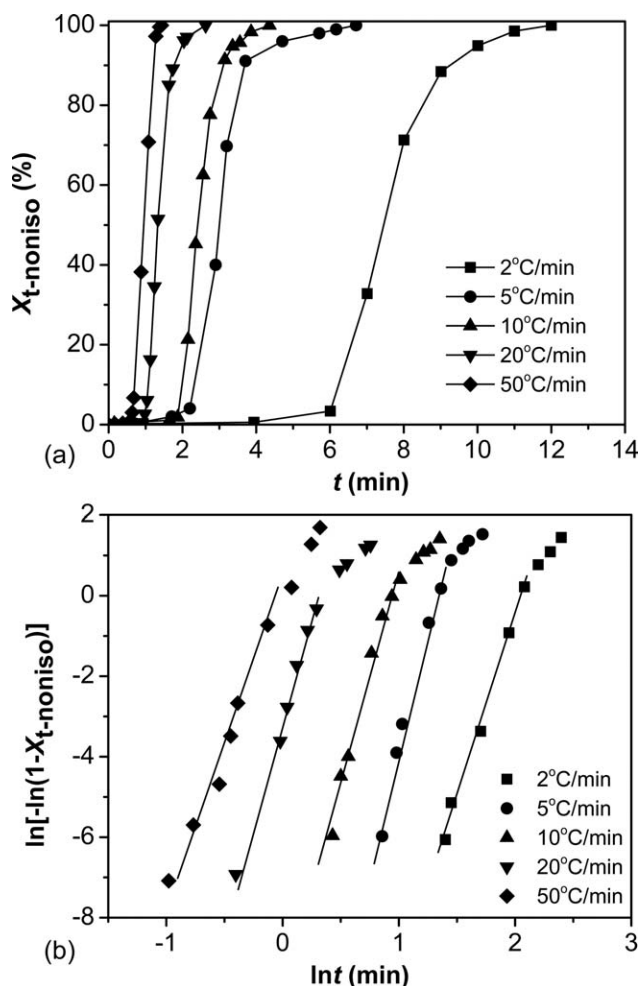 100
80
60
40
20
0
X_t-noniso (%)
2°C/min
5°C/min
10°C/min
20°C/min
50°C/min
0 2 4 6 8 10 12 14
(a)
t (min)
2
0
-2
-4
-6
-8
ln[-ln(1-X_t-noniso)]
2°C/min
5°C/min
10°C/min
20°C/min
50°C/min
-1 0 1 2 3
(b)
lnt (min)